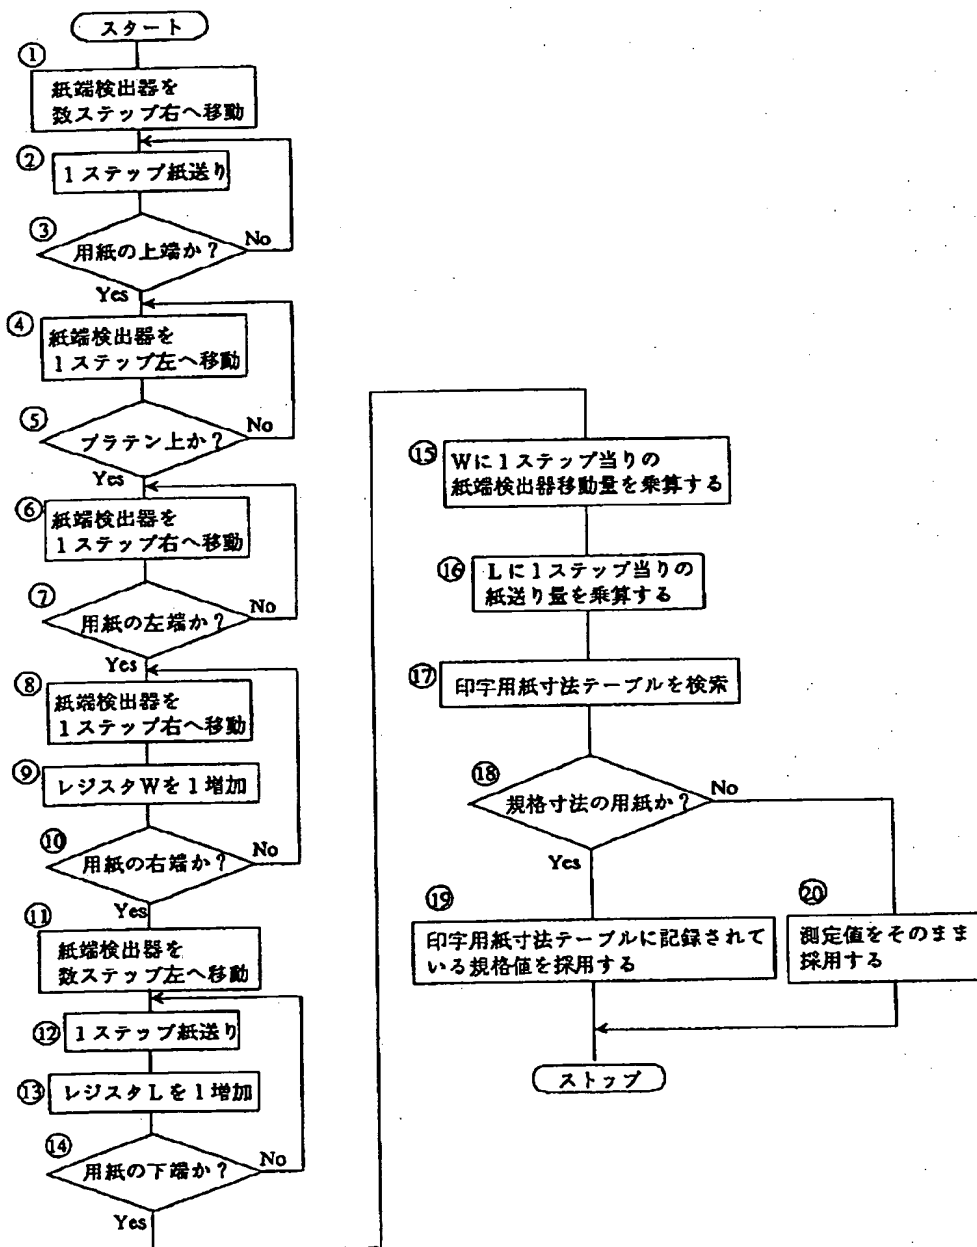 スタート
①
紙端検出器を
数ステップ右へ移動
②
1ステップ紙送り
③
用紙の上端か?
No
Yes
④
紙端検出器を
1ステップ左へ移動
⑤
プラテン上か?
No
Yes
⑥
紙端検出器を
1ステップ右へ移動
⑦
用紙の左端か?
No
Yes
⑧
紙端検出器を
1ステップ右へ移動
⑨
レジスタWを1増加
⑩
用紙の右端か?
No
Yes
⑪
紙端検出器を
数ステップ左へ移動
⑫
1ステップ紙送り
⑬
レジスタLを1増加
⑭
用紙の下端か?
No
Yes
⑮
Wに1ステップ当りの
紙端検出器移動量を乗算する
⑯
Lに1ステップ当りの
紙送り量を乗算する
⑰
印字用紙寸法テーブルを検索
⑱
規格寸法の用紙か?
No
Yes
⑲
印字用紙寸法テーブルに記録されて
いる規格値を採用する
⑳
測定値をそのまま
採用する
ストップ